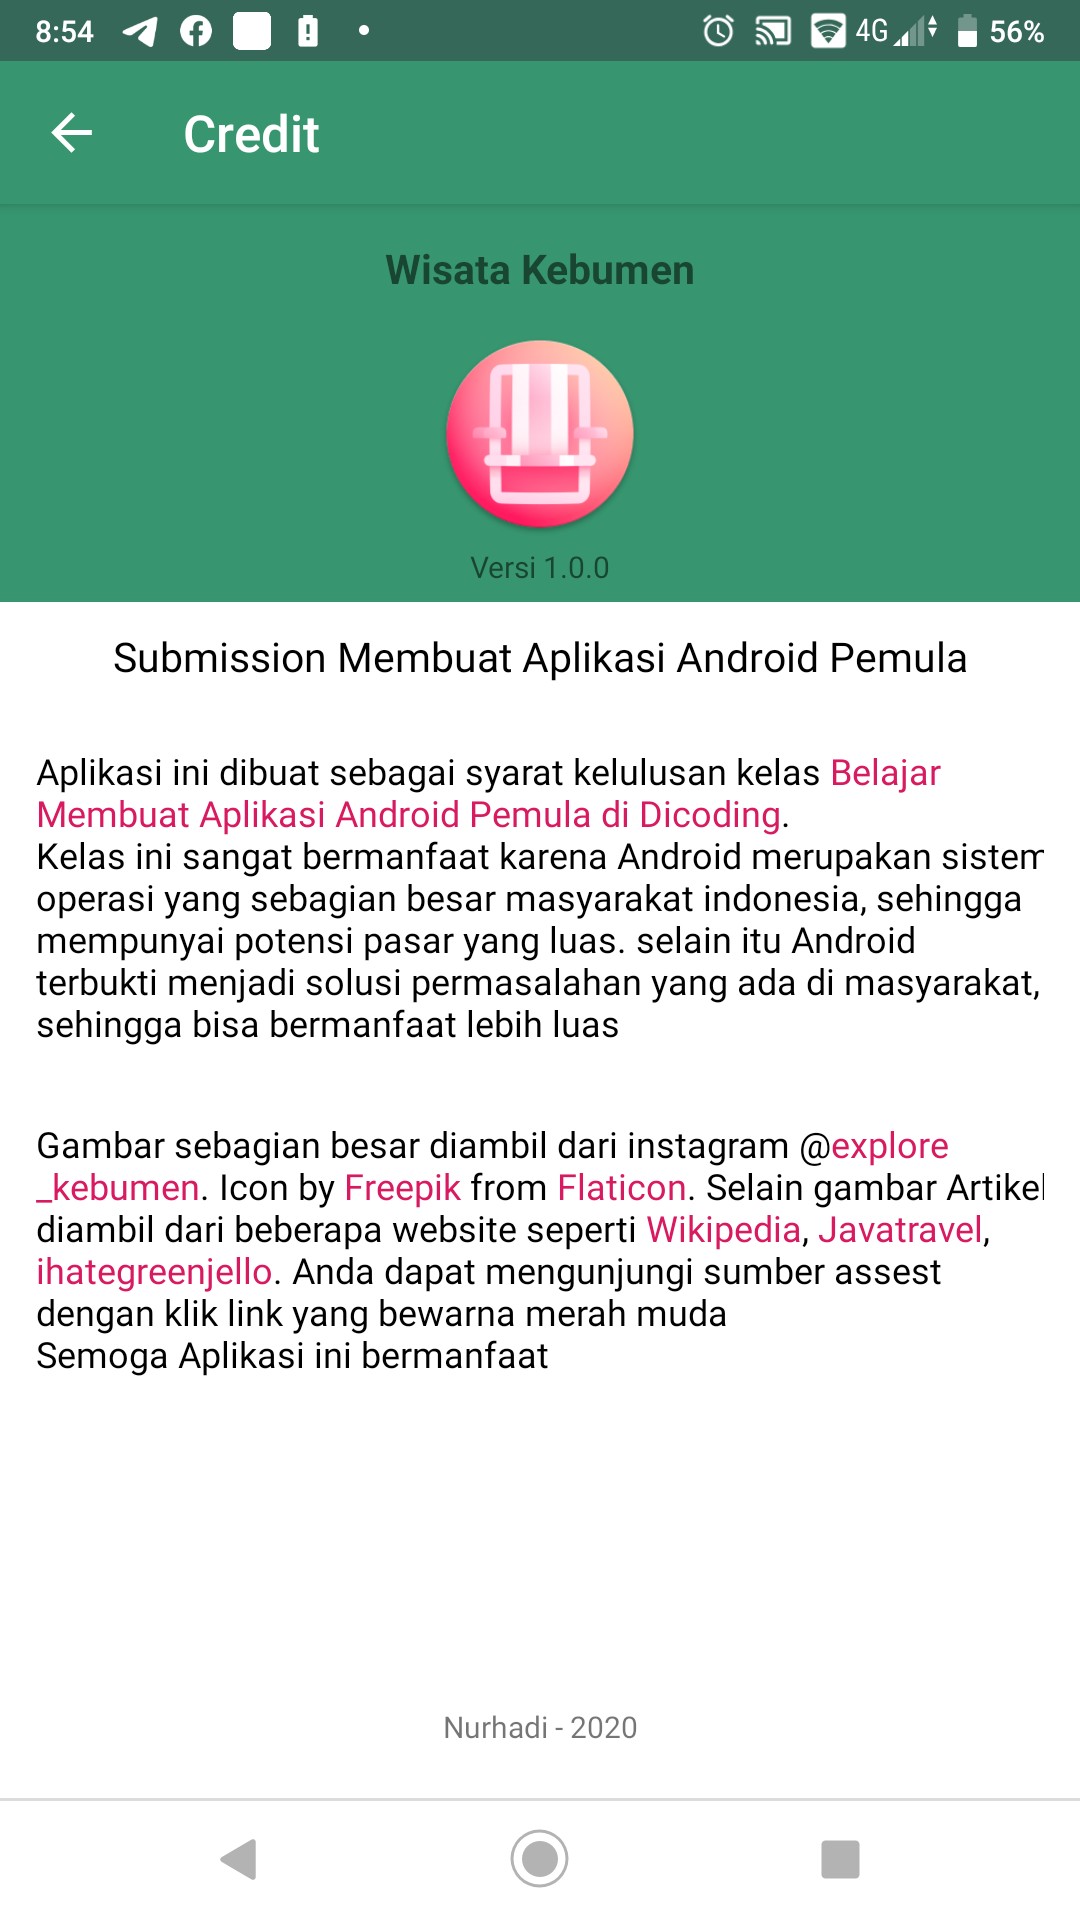 8:54
4G
56%
Credit
Wisata Kebumen
Versi 1.0.0
Submission Membuat Aplikasi Android Pemula
Aplikasi ini dibuat sebagai syarat kelulusan kelas Belajar
Membuat Aplikasi Android Pemula di Dicoding.
Kelas ini sangat bermanfaat karena Android merupakan sistem
operasi yang sebagian besar masyarakat indonesia, sehingga
mempunyai potensi pasar yang luas. selain itu Android
terbukti menjadi solusi permasalahan yang ada di masyarakat,
sehingga bisa bermanfaat lebih luas
Gambar sebagian besar diambil dari instagram @explore
_kebumen. Icon by Freepik from Flaticon. Selain gambar Artikel
diambil dari beberapa website seperti Wikipedia, Javatravel,
ihategreenjello. Anda dapat mengunjungi sumber assest
dengan klik link yang bewarna merah muda
Semoga Aplikasi ini bermanfaat
Nurhadi - 2020